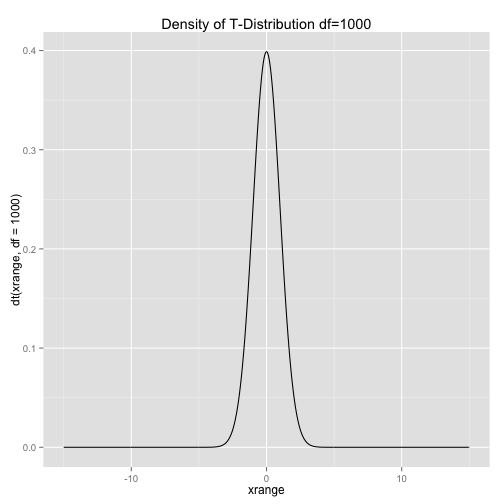 Density of T-Distribution df=1000
dt(xrange, df = 1000)
0.4
0.3
0.2
0.1
0.0
-10
0
10
xrange